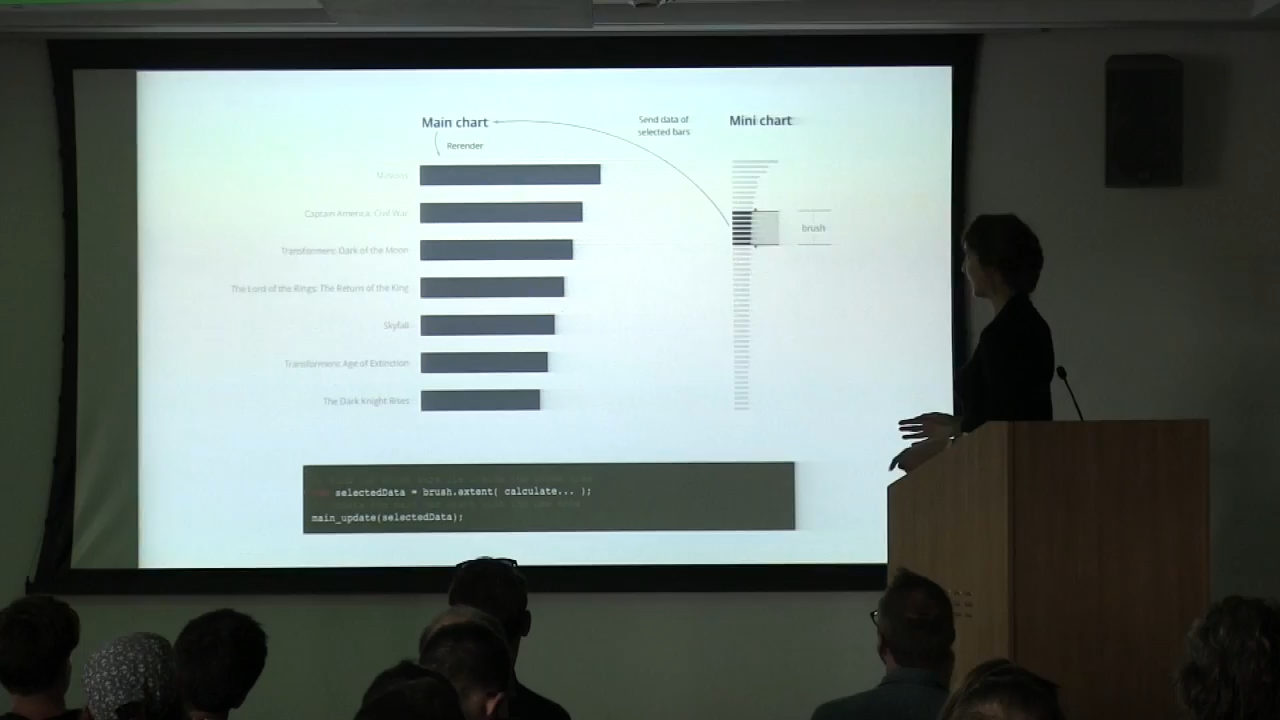 Main chart
Send data of
selected bars
Mini chart
Rerender
Minions
Captain America: Civil War
brush
Transformers: Dark of the Moon
The Lord of the Rings: The Return of the King
Skyfall
Transformers: Age of Extinction
The Dark Knight Rises
selectedData = brush.extent( calculate... );
main_update(selectedData);